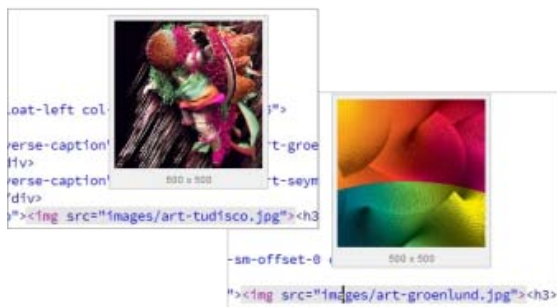 oat-left col-
">
verse-caption"
rt-groe
div>
verse-caption"
rt-seym
/div>
500 x 500
"><img src="images/art-tudisco.jpg"><h3
-sm-offset-0
500 x 500
"><img src="images/art-groenlund.jpg"><h3>